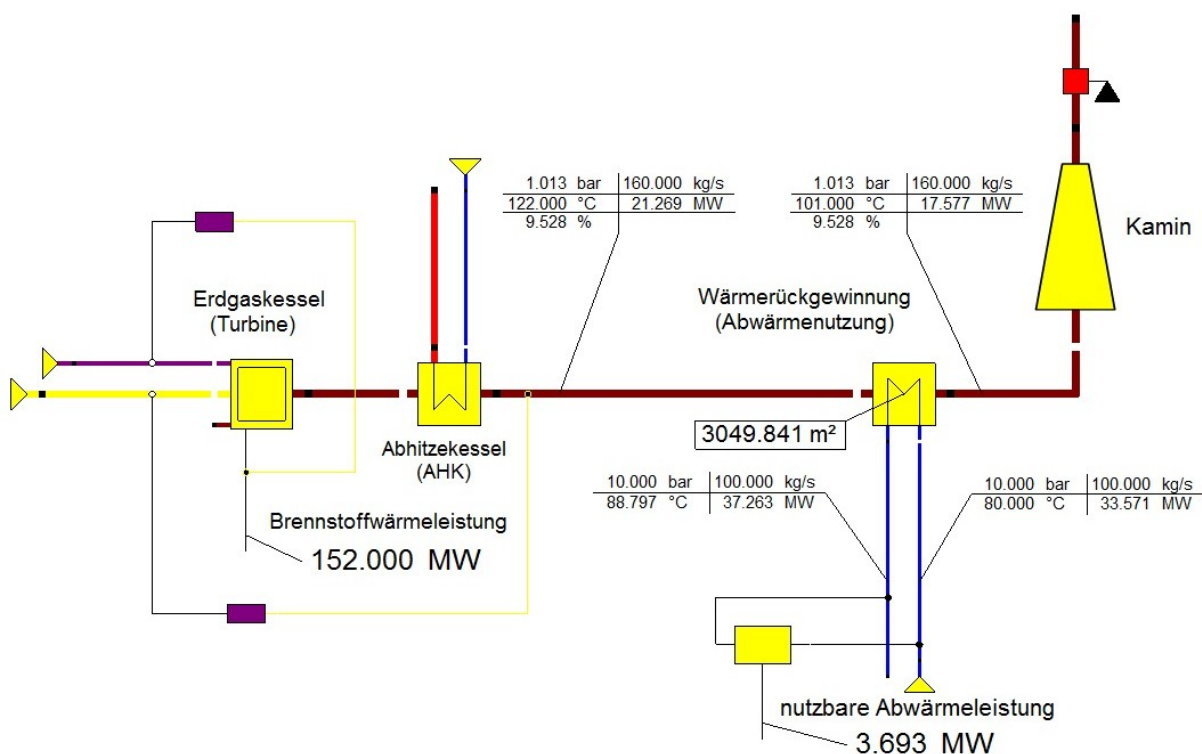 1.013 bar 160.000 kg/s
122.000 °C 21.269 MW
9.528 %
1.013 bar 160.000 kg/s
101.000 °C 17.577 MW
9.528 %
Kamin
Erdgaskessel
(Turbine)
Wärmerückgewinnung
(Abwärmenutzung)
3049.841 m²
Abhitzekessel
(AHK)
10.000 bar 100.000 kg/s
88.797 °C 37.263 MW
10.000 bar 100.000 kg/s
80.000 °C 33.571 MW
Brennstoffwärmeleistung
152.000 MW
nutzbare Abwärmeleistung
3.693 MW